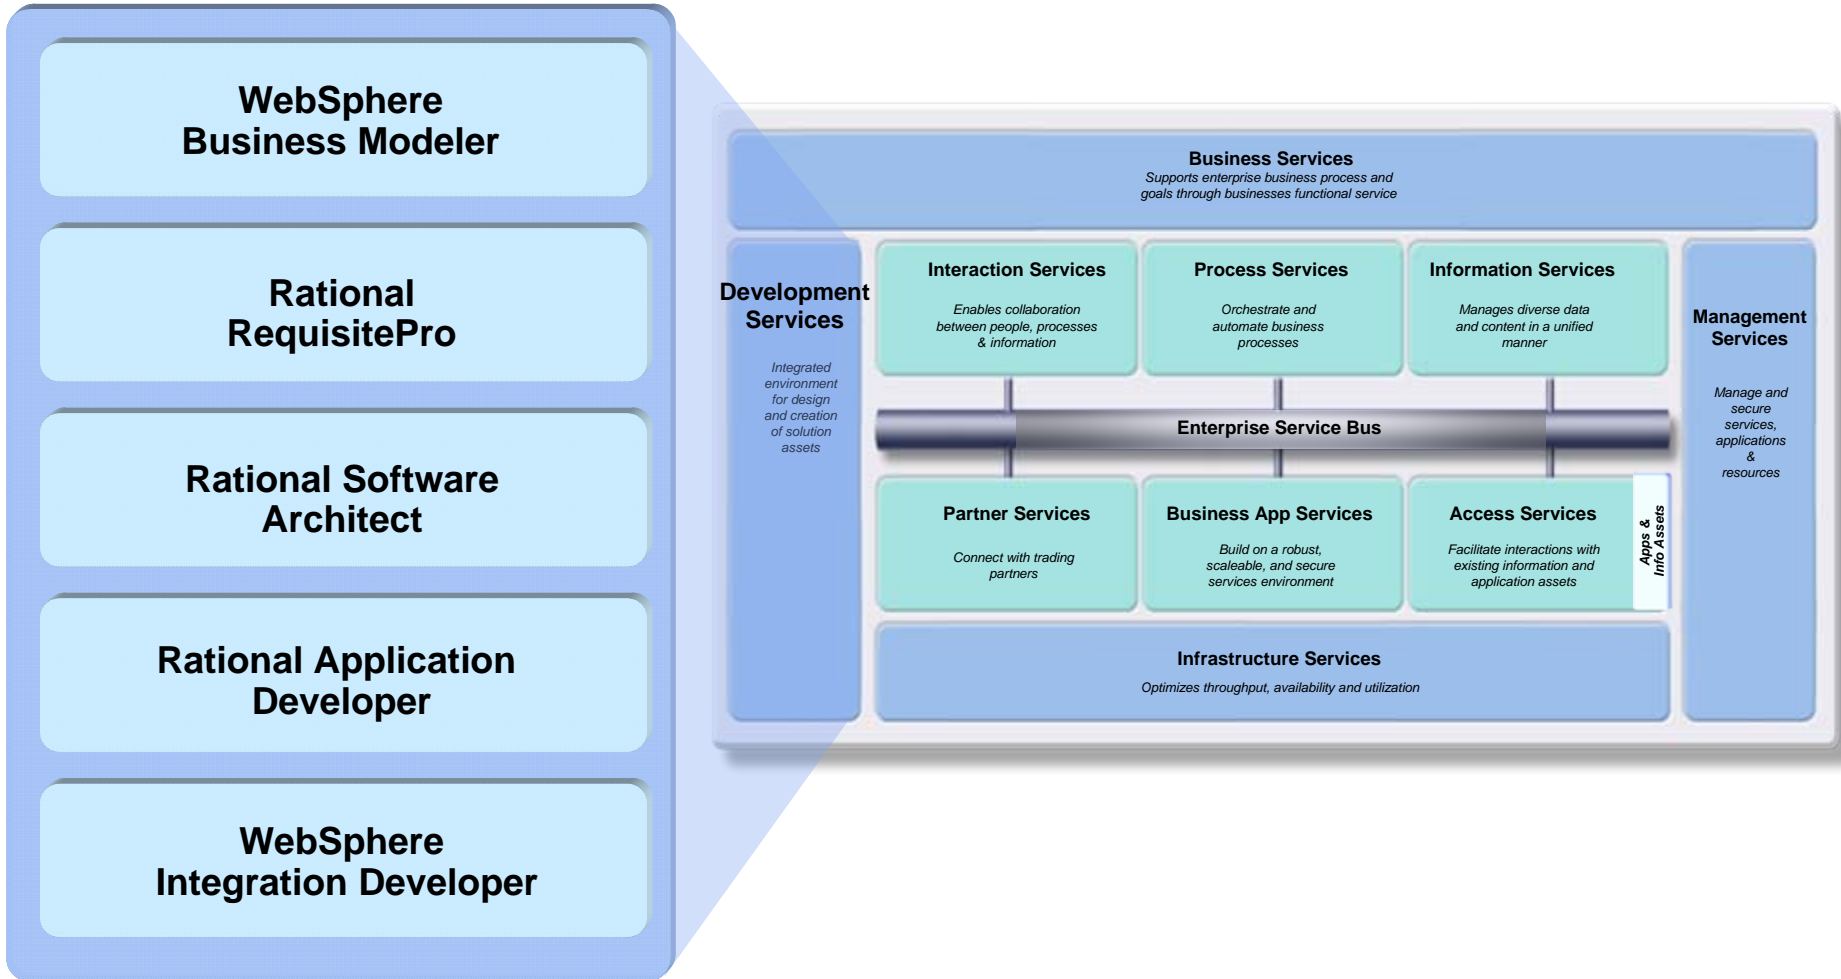 WebSphere
Business Modeler
Rational
RequisitePro
Rational Software
Architect
Rational Application
Developer
WebSphere
Integration Developer
Business Services
Supports enterprise business process and
goals through businesses functional service
Development
Services
Integrated
environment
for design
and creation
of solution
assets
Interaction Services
Enables collaboration
between people, processes
& information
Process Services
Orchestrate and
automate business
processes
Information Services
Manages diverse data
and content in a unified
manner
Management
Services
Manage and
secure
services,
applications
&
resources
Enterprise Service Bus
Partner Services
Connect with trading
partners
Business App Services
Build on a robust,
scaleable, and secure
services environment
Access Services
Facilitate interactions with
existing information and
application assets
Apps &
Info Assets
Infrastructure Services
Optimizes throughput, availability and utilization